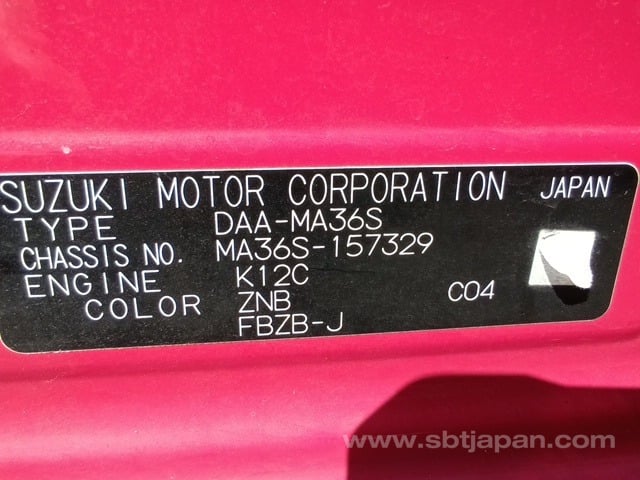 SUZUKI MOTOR CORPORATION JAPAN
TYPE DAA-MA36S
CHASSIS NO. MA36S-157329
ENGINE K12C
COLOR ZNB C04
FBZB-J
www.sbtjapan.com